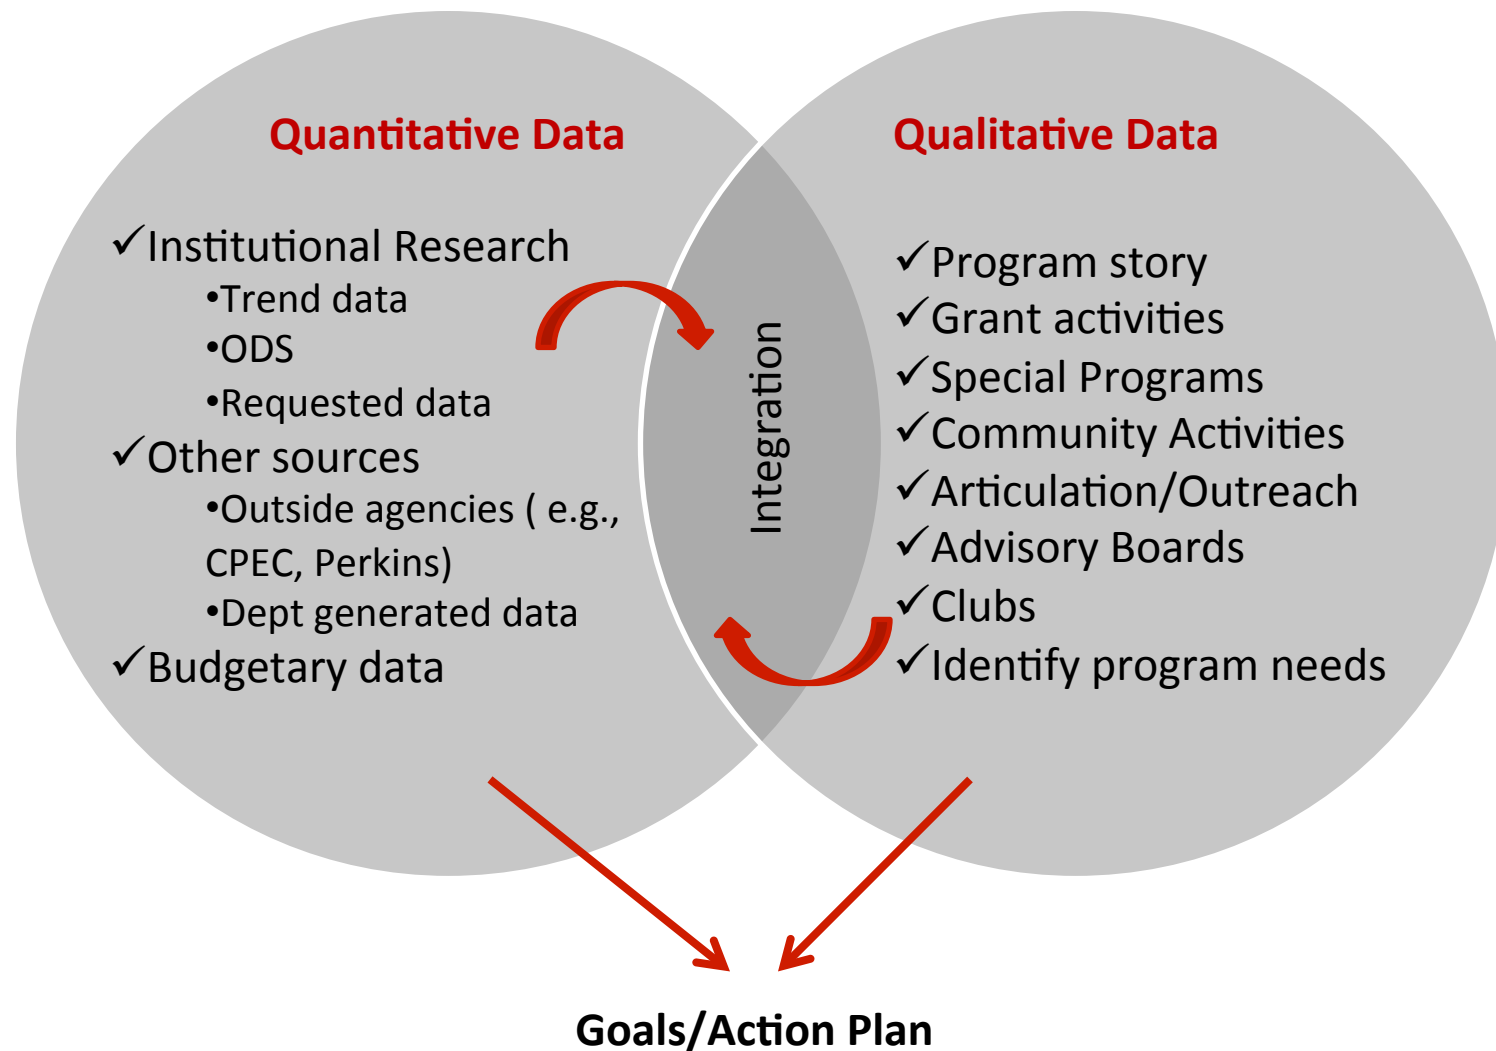 Quantitative Data
✓Institutional Research
•Trend data
•ODS
•Requested data
✓Other sources
•Outside agencies ( e.g.,
CPEC, Perkins)
•Dept generated data
✓Budgetary data
Integration
Qualitative Data
✓Program story
✓Grant activities
✓Special Programs
✓Community Activities
✓Articulation/Outreach
✓Advisory Boards
✓Clubs
✓Identify program needs
Goals/Action Plan